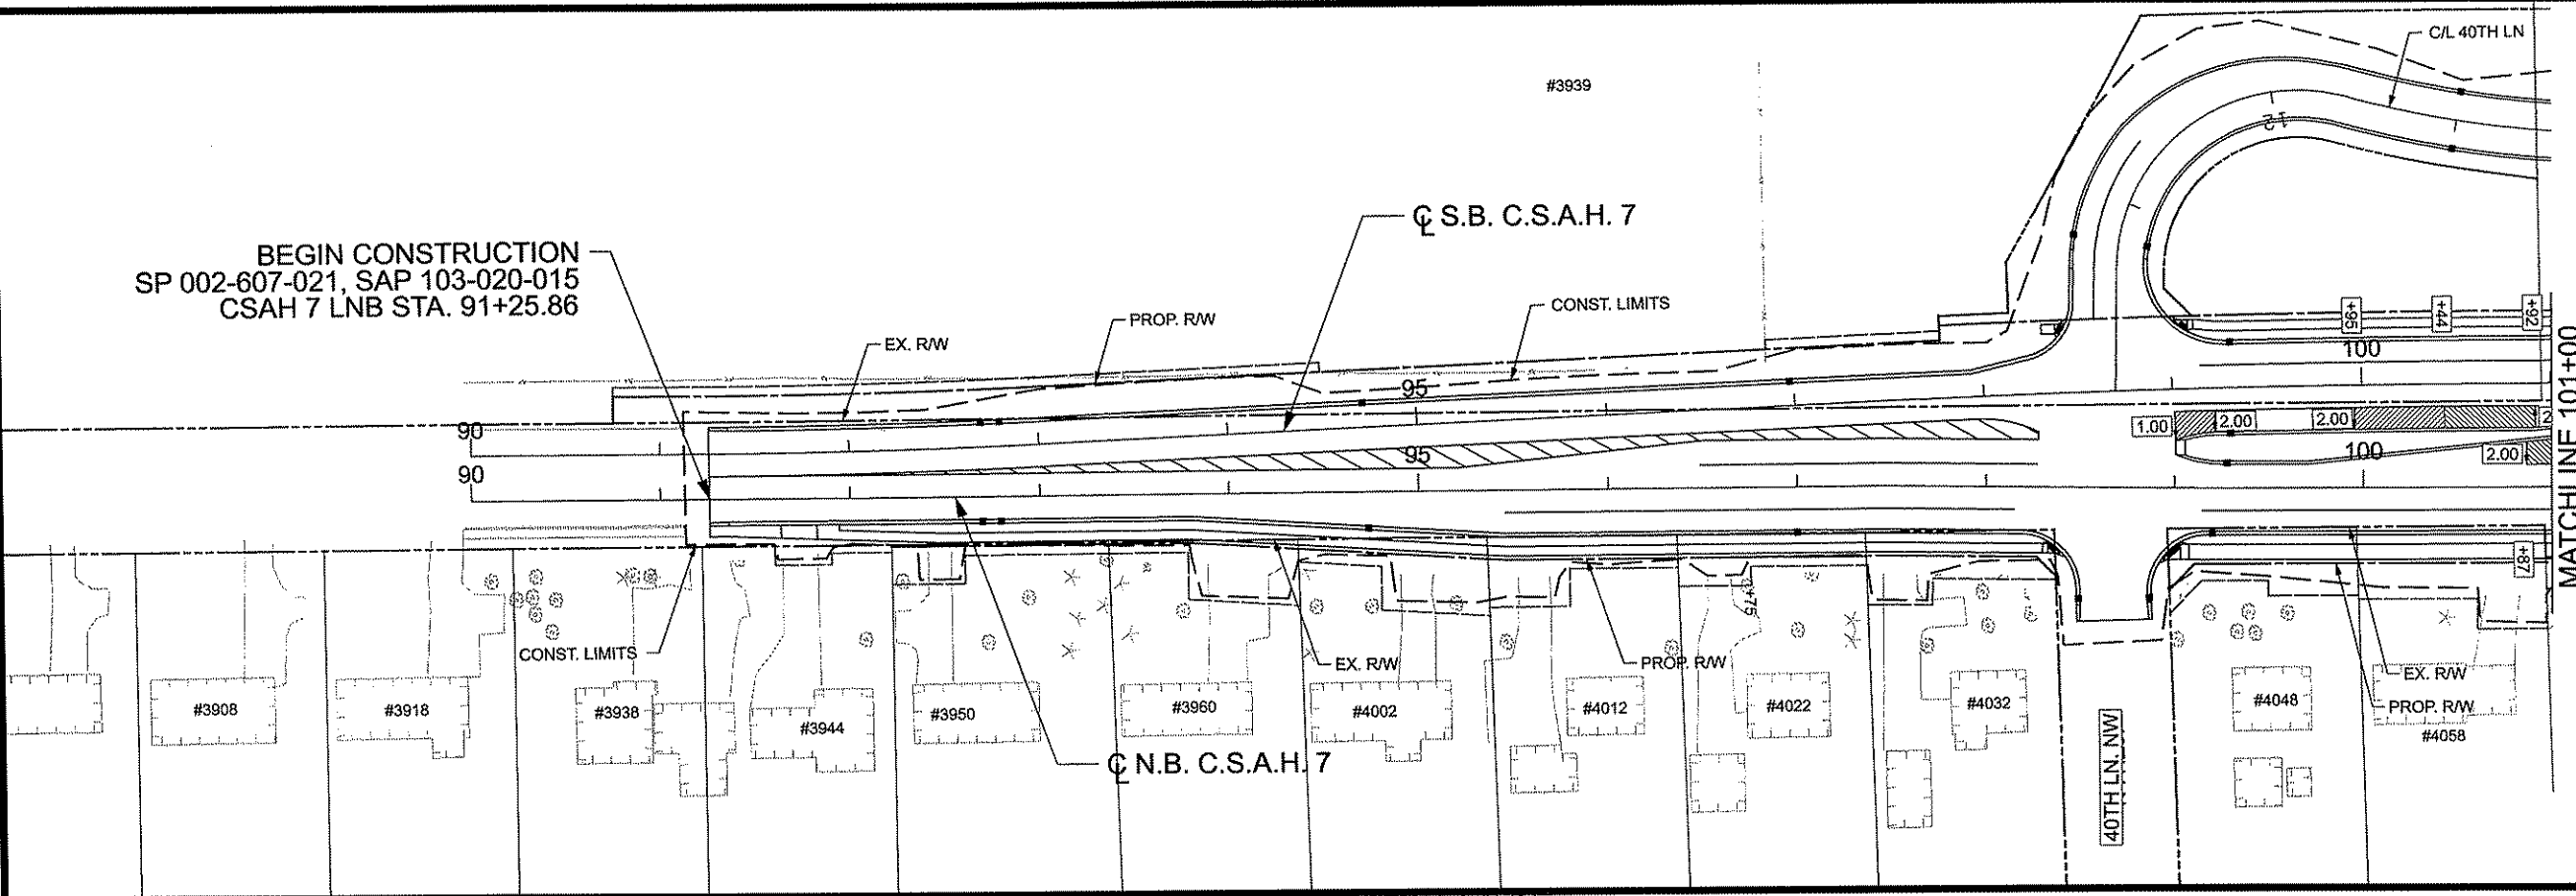 C/L 40TH LN
#3939
12
℄ S.B. C.S.A.H. 7
BEGIN CONSTRUCTION
SP 002-607-021, SAP 103-020-015
CSAH 7 LNB STA. 91+25.86
EX. R/W
PROP. R/W
CONST. LIMITS
+95
+44
+92
MATCHLINE 101+00
90
95
100
90
95
100
1.00
2.00
2.00
2
2.00
+87
+75
CONST. LIMITS
EX. R/W
PROP. R/W
EX. R/W
PROP. R/W
#3908
#3918
#3938
#3944
#3950
#3960
#4002
#4012
#4022
#4032
#4048
#4058
40TH LN. NW
℄ N.B. C.S.A.H. 7